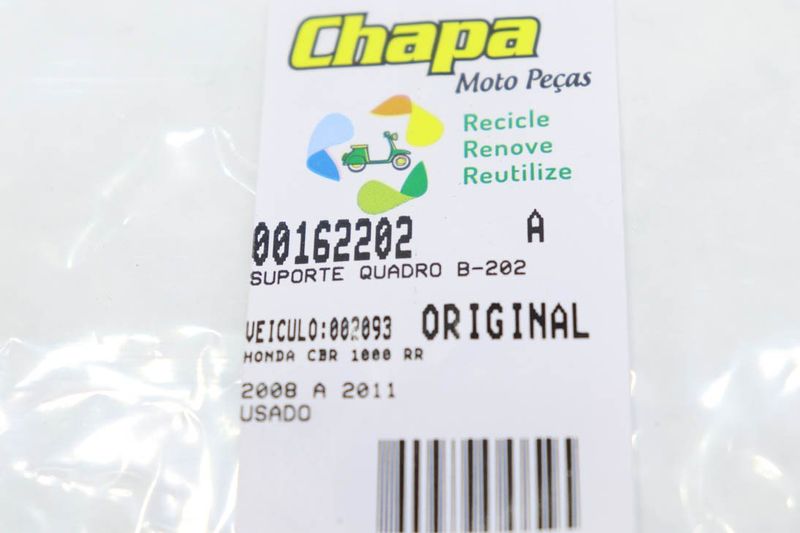 Chapa
Moto Peças
Recicle
Renove
Reutilize
00162202 A
SUPORTE QUADRO B-202
VEICULO:002093 ORIGINAL
HONDA CBR 1000 RR
2008 A 2011
USADO